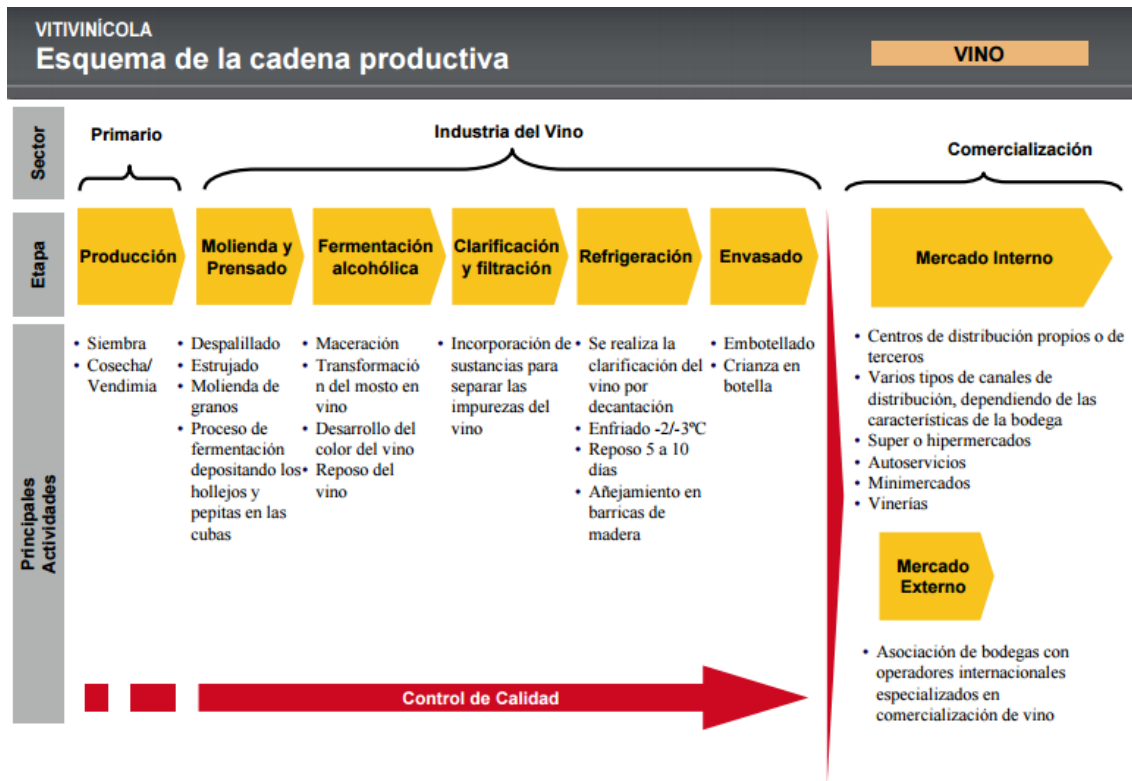 VITIVINÍCOLA
Esquema de la cadena productiva
VINO
Sector
Primario
Industria del Vino
Comercialización
Etapa
Producción
Molienda y
Prensado
Fermentación
alcohólica
Clarificación
y filtración
Refrigeración
Envasado
Mercado Interno
Principales
Actividades
• Siembra
• Cosecha/
Vendimia
• Despalillado
• Estrujado
• Molienda de
granos
• Proceso de
fermentación
depositando los
hollejos y
pepitas en las
cubas
• Maceración
• Transformació
n del mosto en
vino
• Desarrollo del
color del vino
• Reposo del
vino
• Incorporación de
sustancias para
separar las
impurezas del
vino
• Se realiza la
clarificación del
vino por
decantación
• Enfriado -2/-3ºC
• Reposo 5 a 10
días
• Añejamiento en
barricas de
madera
• Embotellado
• Crianza en
botella
• Centros de distribución propios o de
terceros
• Varios tipos de canales de
distribución, dependiendo de las
características de la bodega
• Super o hipermercados
• Autoservicios
• Minimercados
• Vinerías
Mercado
Externo
• Asociación de bodegas con
operadores internacionales
especializados en
comercialización de vino
Control de Calidad